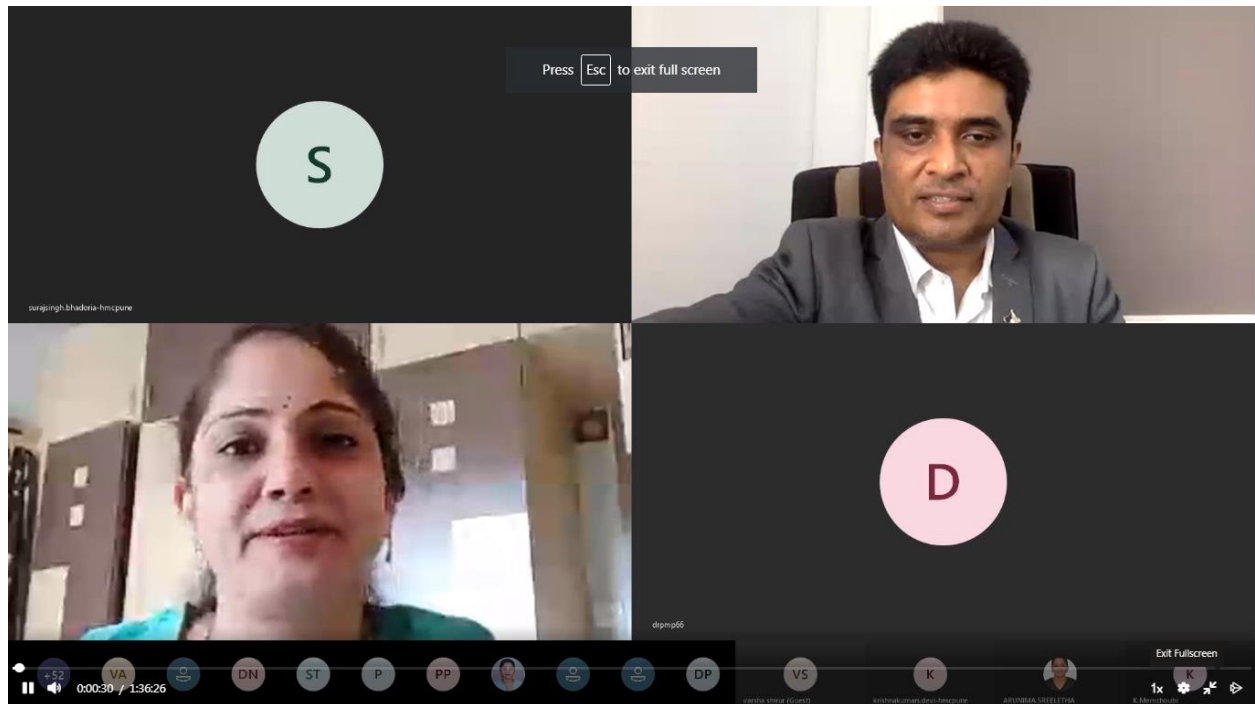 Press Esc to exit full screen
S
surajsingh.bhadoria-hmcpune
D
drpmp66
Exit Fullscreen
+52 VA DN ST P PP DP VS K K
0:00:30 / 1:36:26 1x
varsha shirur (Guest) krishnakumari.devi-hmcpune ARUNIMA.SREELETHA K.Memchoubi